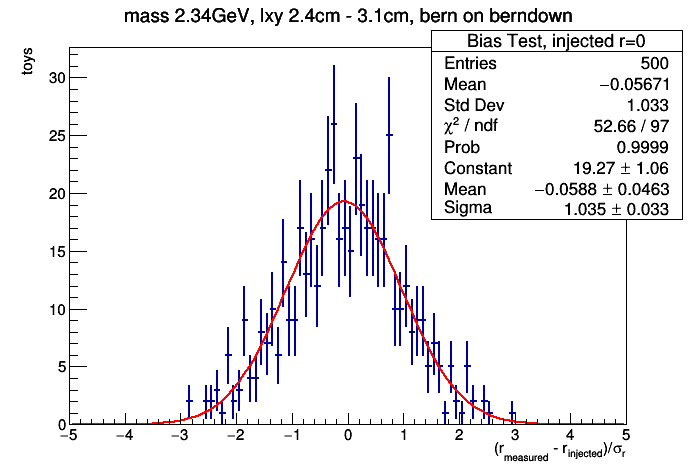 mass 2.34GeV, lxy 2.4cm - 3.1cm, bern on berndown
toys
Bias Test, injected r=0
Entries 500
Mean −0.05671
Std Dev 1.033
χ² / ndf 52.66 / 97
Prob 0.9999
Constant 19.27 ± 1.06
Mean −0.0588 ± 0.0463
Sigma 1.035 ± 0.033
30
25
20
15
10
5
0
−5 −4 −3 −2 −1 0 1 2 3 4 5
(r_measured - r_injected)/σ_r